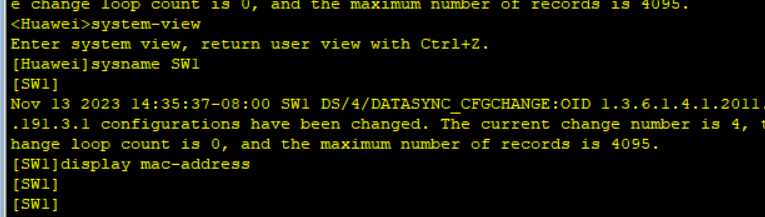 e change loop count is 0, and the maximum number of records is 4095.
<Huawei>system-view
Enter system view, return user view with Ctrl+Z.
[Huawei]sysname SW1
[SW1]
Nov 13 2023 14:35:37-08:00 SW1 DS/4/DATASYNC_CFGCHANGE:OID 1.3.6.1.4.1.2011.
.191.3.1 configurations have been changed. The current change number is 4, t
hange loop count is 0, and the maximum number of records is 4095.
[SW1]display mac-address
[SW1]
[SW1]